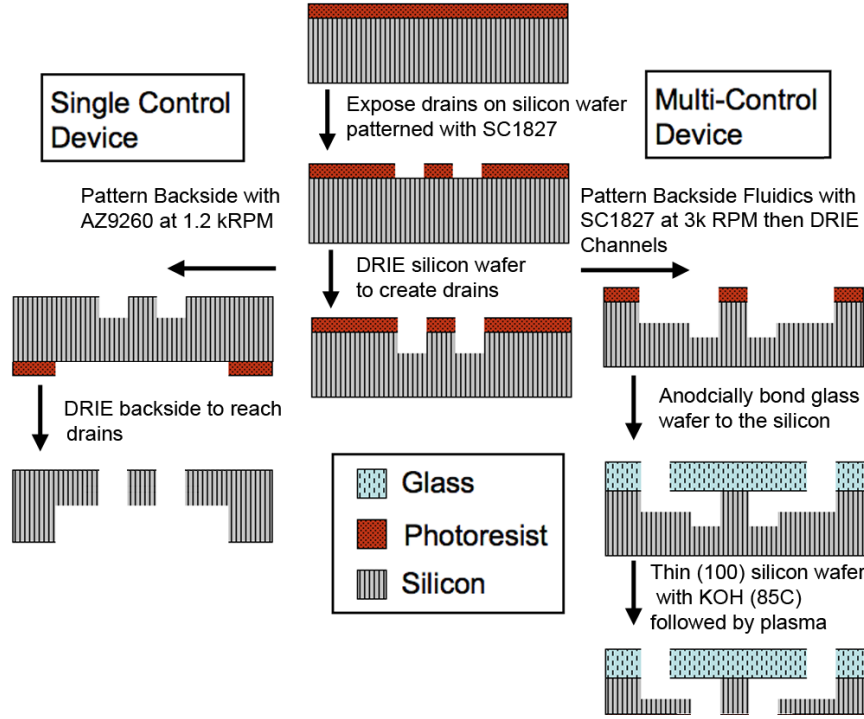 Single Control
Device
Expose drains on silicon wafer
patterned with SC1827
Multi-Control
Device
Pattern Backside with
AZ9260 at 1.2 kRPM
Pattern Backside Fluidics with
SC1827 at 3k RPM then DRIE
Channels
DRIE silicon wafer
to create drains
DRIE backside to reach
drains
Anodcially bond glass
wafer to the silicon
Glass
Photoresist
Silicon
Thin (100) silicon wafer
with KOH (85C)
followed by plasma